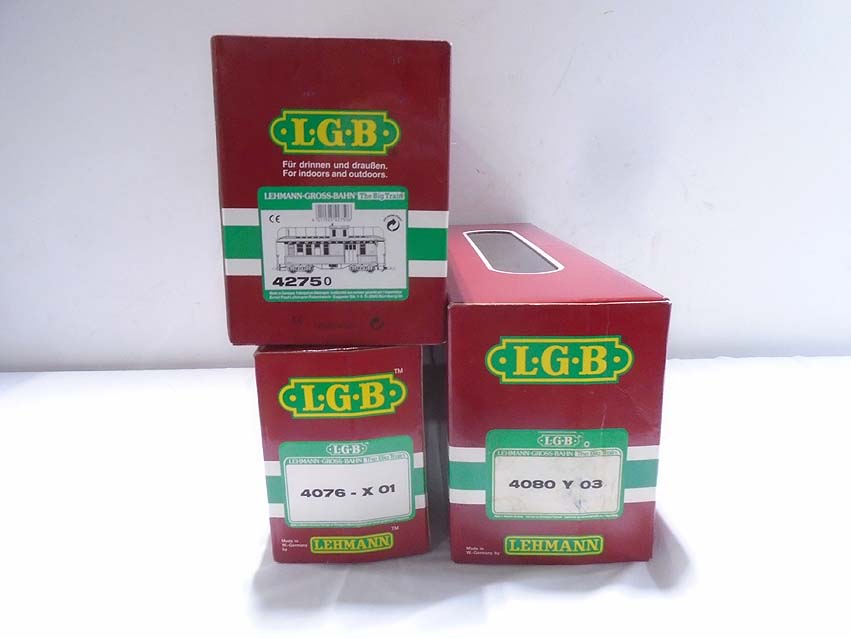 L·G·B
Für drinnen und draußen.
For indoors and outdoors.
LEHMANN-GROSS-BAHN The Big Train
CE
42750
L·G·B TM
L·G·B
LEHMANN-GROSS-BAHN The Big Train
4076 - X 01
TM
Made in
W.-Germany
by
LEHMANN
L·G·B
L·G·B
LEHMANN-GROSS-BAHN The Big Train
4080 Y 03
Made in
W.-Germany
by
LEHMANN